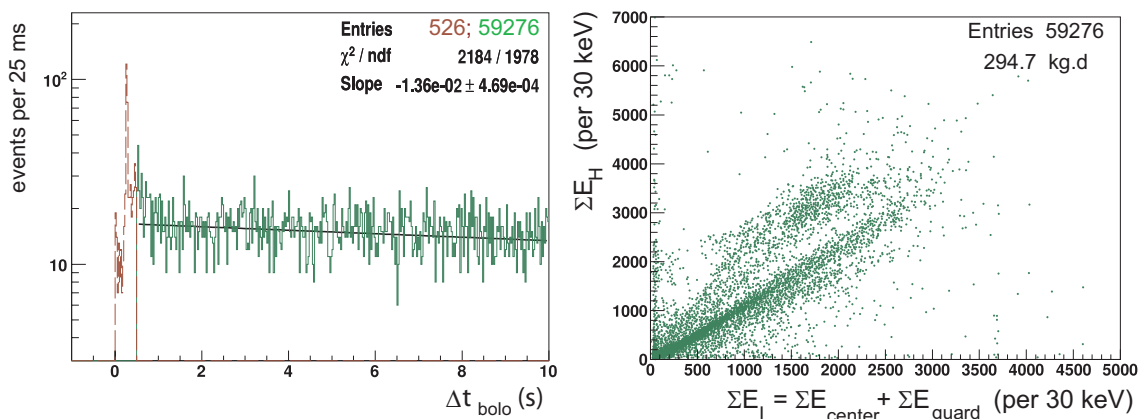 Entries 526; 59276
χ² / ndf 2184 / 1978
Slope -1.36e-02 ± 4.69e-04
events per 25 ms
10²
10
0 2 4 6 8 10
Δt bolo (s)
Entries 59276
294.7 kg.d
ΣE_H (per 30 keV)
7000
6000
5000
4000
3000
2000
1000
0
0 500 1000 1500 2000 2500 3000 3500 4000 4500 5000
ΣE_I = ΣE_center + ΣE_guard (per 30 keV)